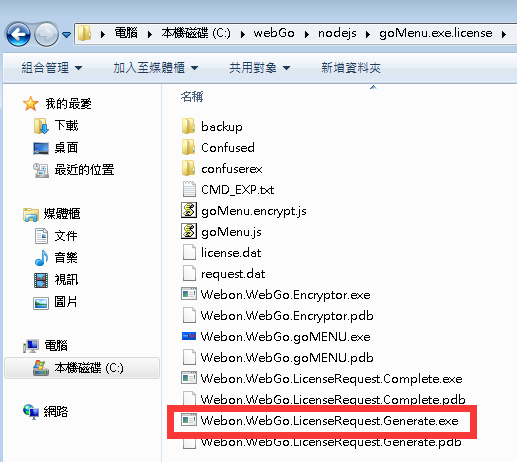 電腦 ▸ 本機磁碟 (C:) ▸ webGo ▸ nodejs ▸ goMenu.exe.license ▸
組合管理 ▼ 加入至媒體櫃 ▼ 共用對象 ▼ 新增資料夾
我的最愛
下載
桌面
最近的位置
媒體櫃
文件
音樂
視訊
圖片
電腦
本機磁碟 (C:)
網路
名稱
backup
Confused
confuserex
CMD_EXP.txt
goMenu.encrypt.js
goMenu.js
license.dat
request.dat
Webon.WebGo.Encryptor.exe
Webon.WebGo.Encryptor.pdb
Webon.WebGo.goMENU.exe
Webon.WebGo.goMENU.pdb
Webon.WebGo.LicenseRequest.Complete.exe
Webon.WebGo.LicenseRequest.Complete.pdb
Webon.WebGo.LicenseRequest.Generate.exe
Webon.WebGo.LicenseRequest.Generate.pdb